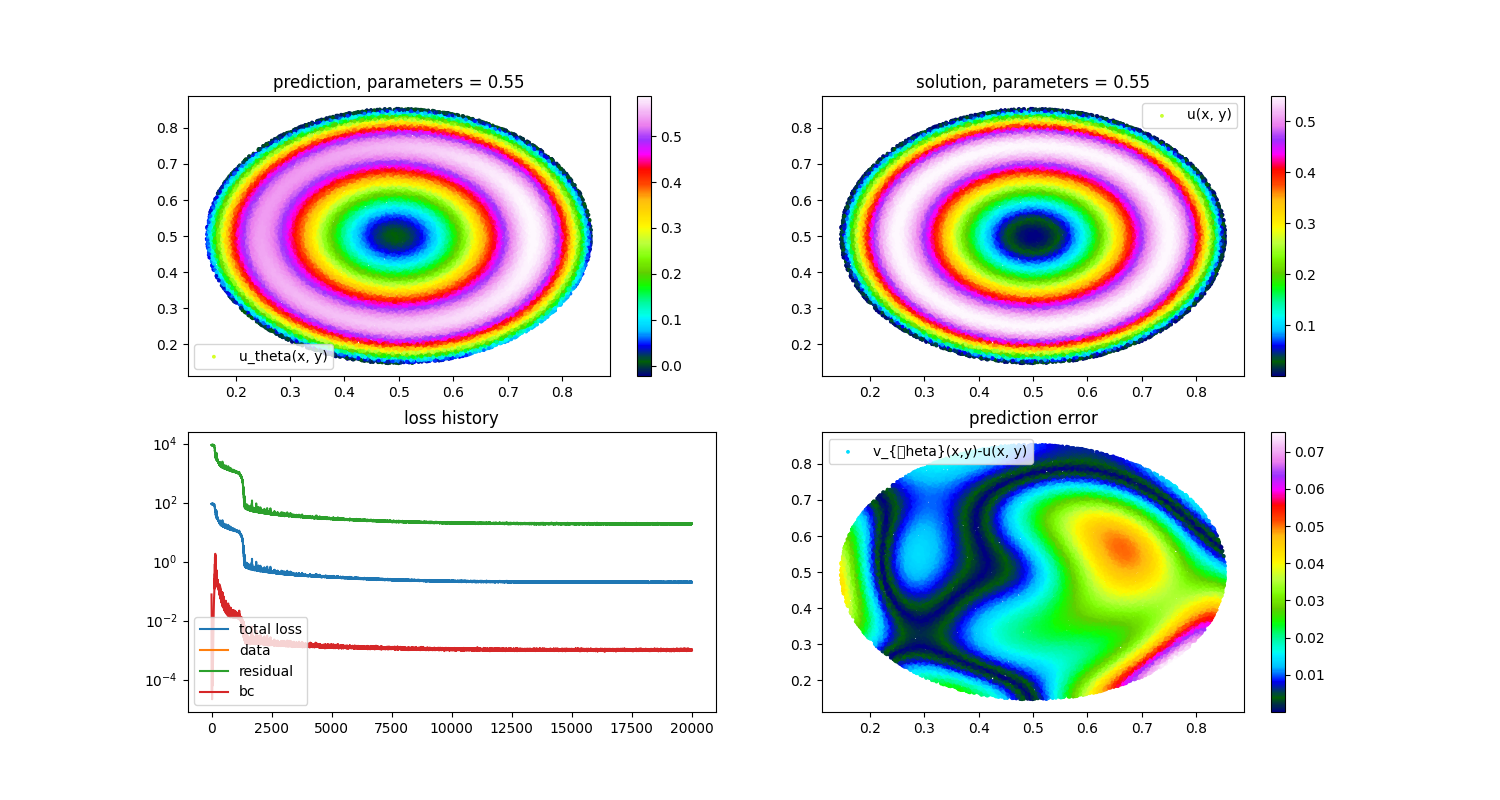 prediction, parameters = 0.55
0.8
0.7
0.6
0.5
0.4
0.3
0.2
u_theta(x, y)
0.2 0.3 0.4 0.5 0.6 0.7 0.8
0.5
0.4
0.3
0.2
0.1
0.0
solution, parameters = 0.55
0.8
0.7
0.6
0.5
0.4
0.3
0.2
u(x, y)
0.2 0.3 0.4 0.5 0.6 0.7 0.8
0.5
0.4
0.3
0.2
0.1
loss history
10⁴
10²
10⁰
10⁻²
10⁻⁴
total loss
data
residual
bc
0 2500 5000 7500 10000 12500 15000 17500 20000
prediction error
v_{▯heta}(x,y)-u(x, y)
0.8
0.7
0.6
0.5
0.4
0.3
0.2
0.2 0.3 0.4 0.5 0.6 0.7 0.8
0.07
0.06
0.05
0.04
0.03
0.02
0.01